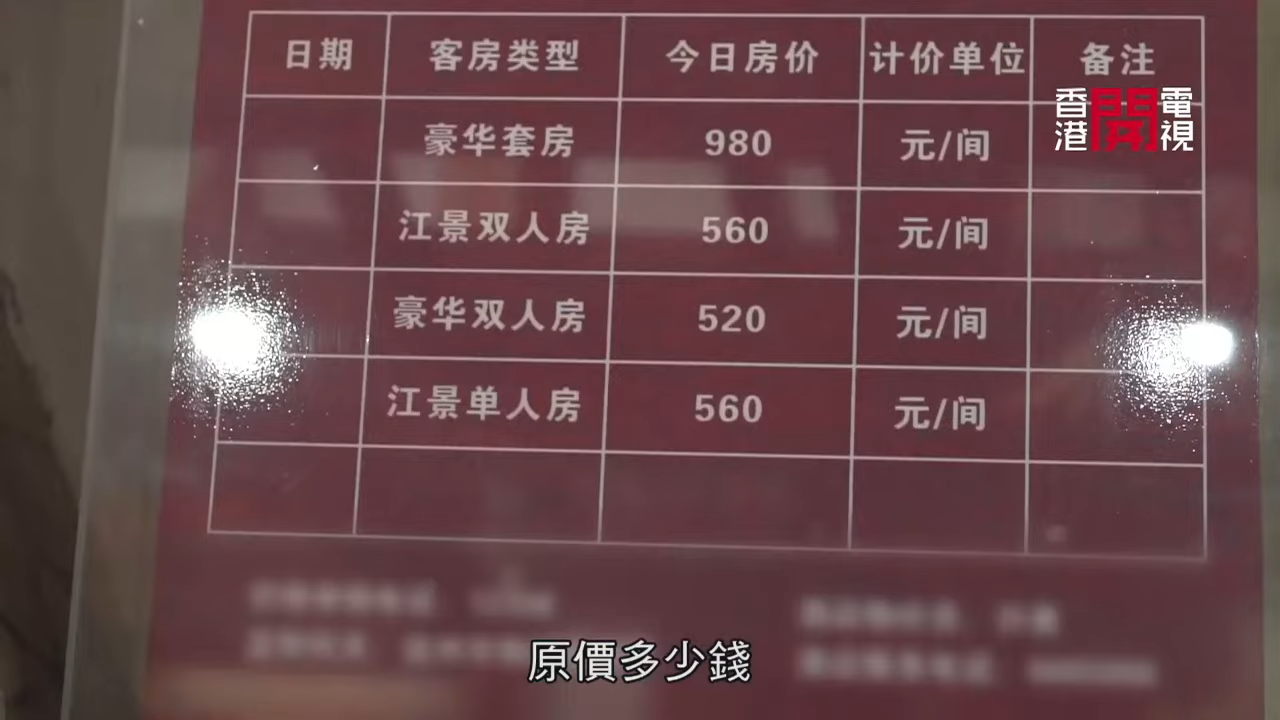 日期 客房类型 今日房价 计价单位 备注
香港開電視
豪华套房 980 元/间
江景双人房 560 元/间
豪华双人房 520 元/间
江景单人房 560 元/间
原價多少錢